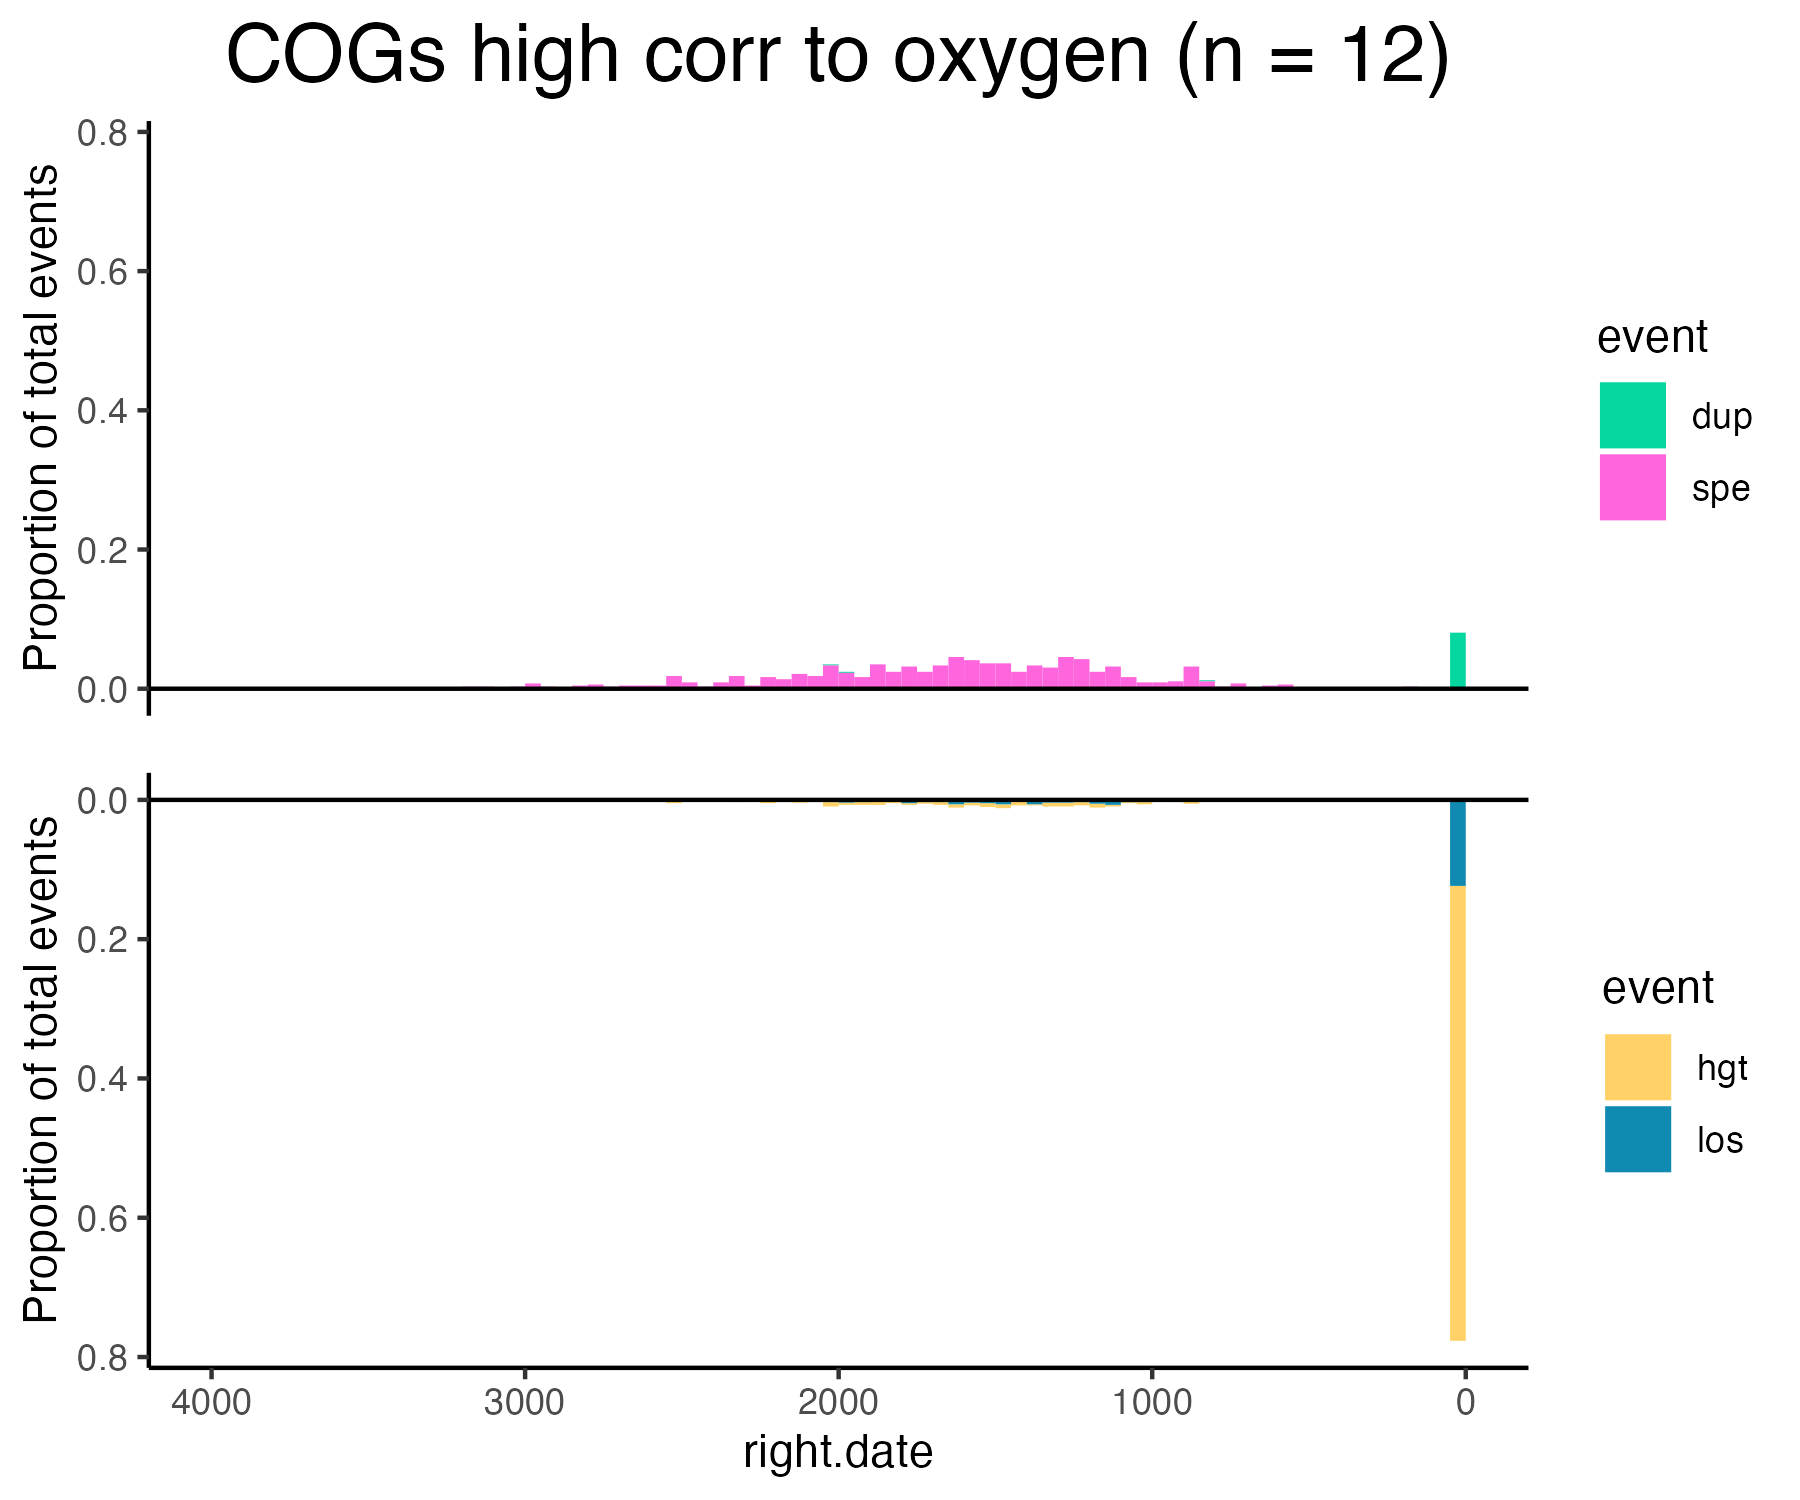 COGs high corr to oxygen (n = 12)
Proportion of total events
0.8
0.6
0.4
0.2
0.0
event
dup
spe
Proportion of total events
0.0
0.2
0.4
0.6
0.8
event
hgt
los
4000 3000 2000 1000 0
right.date